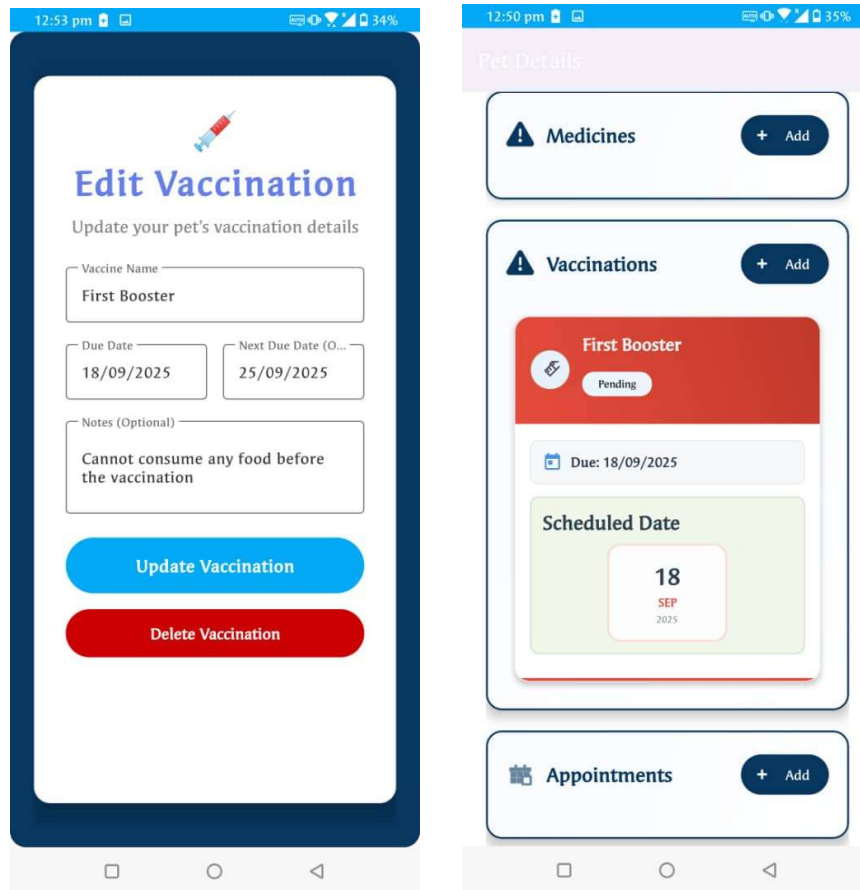 12:53 pm
34%
Edit Vaccination
Update your pet's vaccination details
Vaccine Name
First Booster
Due Date
18/09/2025
Next Due Date (O...
25/09/2025
Notes (Optional)
Cannot consume any food before
the vaccination
Update Vaccination
Delete Vaccination
12:50 pm
35%
Pet Details
Medicines
+ Add
Vaccinations
+ Add
First Booster
Pending
Due: 18/09/2025
Scheduled Date
18
SEP
2025
Appointments
+ Add